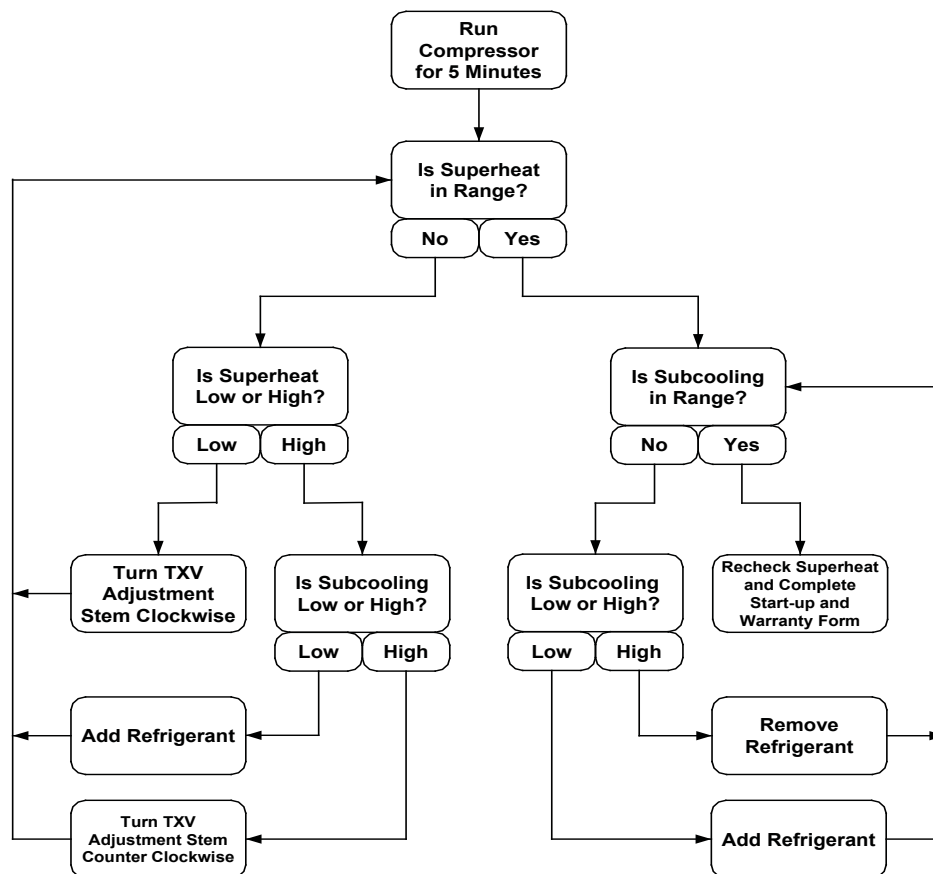 Run
Compressor
for 5 Minutes
Is Superheat
in Range?
No
Yes
Is Superheat
Low or High?
Low
High
Is Subcooling
in Range?
No
Yes
Turn TXV
Adjustment
Stem Clockwise
Is Subcooling
Low or High?
Low
High
Is Subcooling
Low or High?
Low
High
Recheck Superheat
and Complete
Start-up and
Warranty Form
Add Refrigerant
Remove
Refrigerant
Turn TXV
Adjustment Stem
Counter Clockwise
Add Refrigerant